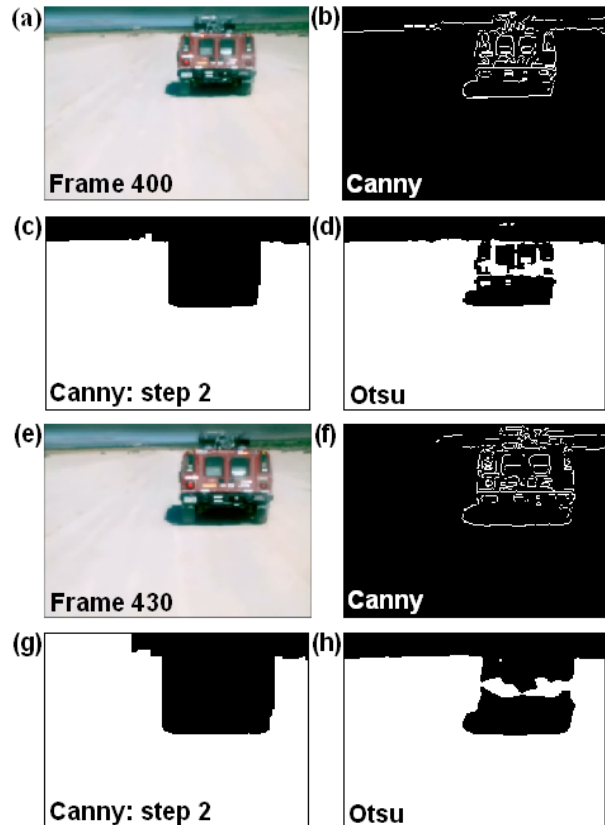 (a) (b)
Frame 400 Canny
(c) (d)
Canny: step 2 Otsu
(e) (f)
Frame 430 Canny
(g) (h)
Canny: step 2 Otsu